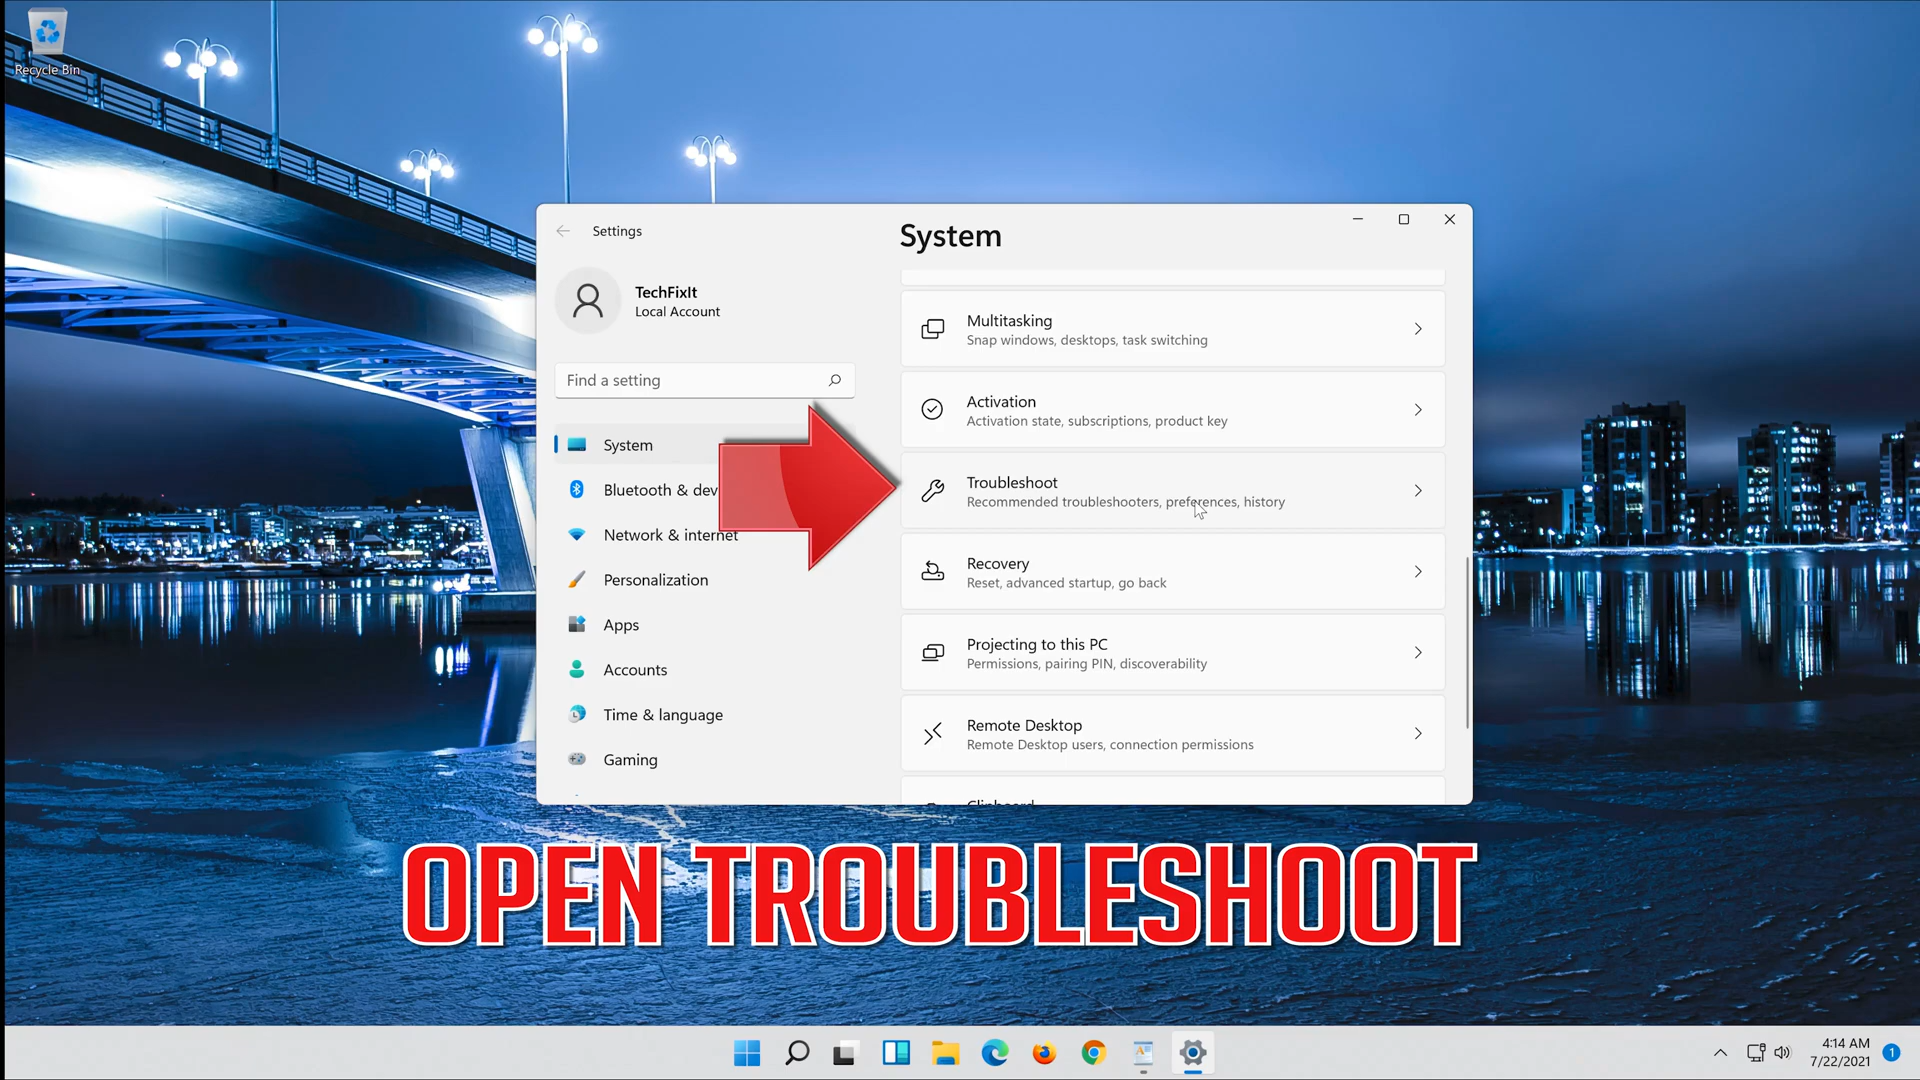 Recycle Bin
Settings
System
TechFixIt
Local Account
Find a setting
System
Bluetooth & dev
Network & internet
Personalization
Apps
Accounts
Time & language
Gaming
Multitasking
Snap windows, desktops, task switching
Activation
Activation state, subscriptions, product key
Troubleshoot
Recommended troubleshooters, preferences, history
Recovery
Reset, advanced startup, go back
Projecting to this PC
Permissions, pairing PIN, discoverability
Remote Desktop
Remote Desktop users, connection permissions
Clipboard
OPEN TROUBLESHOOT
4:14 AM
7/22/2021
1